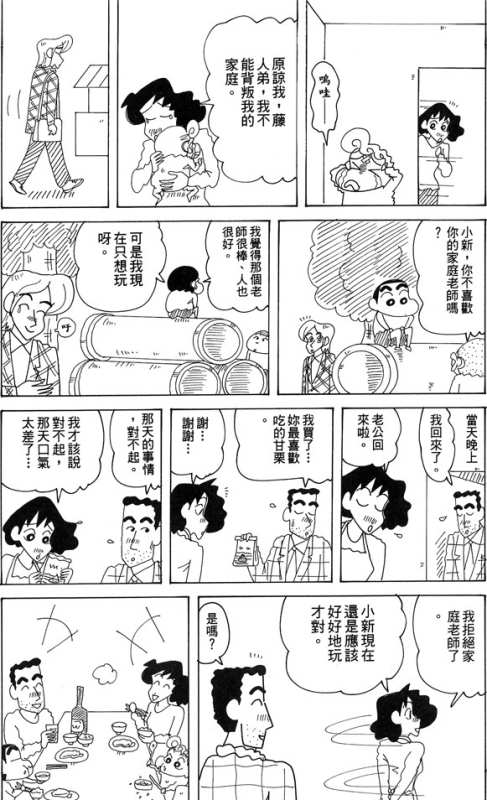 嗚哇
原諒我，藤
人弟，我不
能背叛我的
家庭。
小新，你不喜歡
你的家庭老師嗎
？
我覺得那個老
師很棒、人也
很好。
可是我現
在只想玩
呀。
呼
當天晚上
我回來了。
老公回
來啦。
我買了…
妳最喜歡
吃的甘栗
。
謝…
謝謝…
那天的事情
，對不起。
我才該說
對不起，
那天口氣
太差了…
我拒絕家
庭老師了
。
小新現在
還是應該
好好地玩
才對。
是嗎？